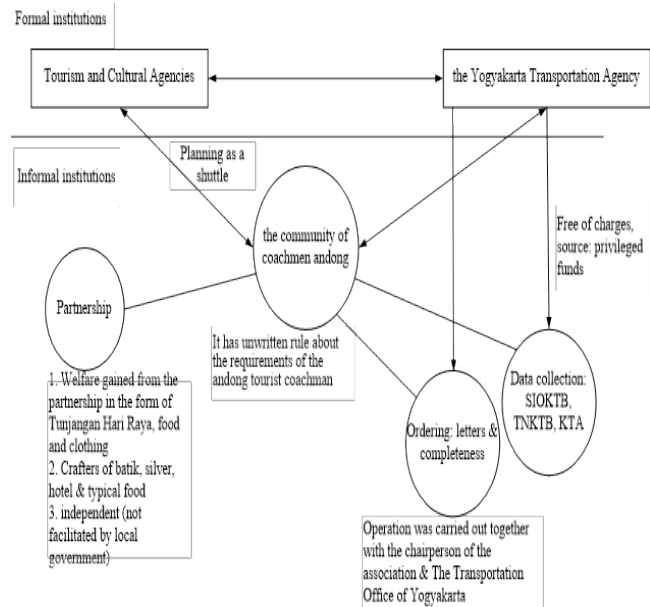 Formal institutions
Tourism and Cultural Agencies
the Yogyakarta Transportation Agency
Informal institutions
Planning as a
shuttle
the community of
coachmen andong
Free of charges,
source: privileged
funds
Partnership
It has unwritten rule about
the requirements of the
andong tourist coachman
1. Welfare gained from the
partnership in the form of
Tunjangan Hari Raya, food
and clothing
2. Crafters of batik, silver,
hotel & typical food
3. independent (not
facilitated by local
government)
Ordering: letters &
completeness
Data collection:
SIOKTB,
TNKTB, KTA
Operation was carried out together
with the chairperson of the
association & The Transportation
Office of Yogyakarta